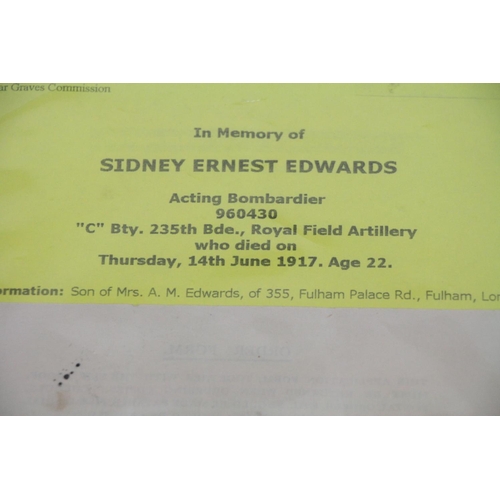 ar Graves Commission
In Memory of
SIDNEY ERNEST EDWARDS
Acting Bombardier
960430
"C" Bty. 235th Bde., Royal Field Artillery
who died on
Thursday, 14th June 1917. Age 22.
ormation: Son of Mrs. A. M. Edwards, of 355, Fulham Palace Rd., Fulham, Lon